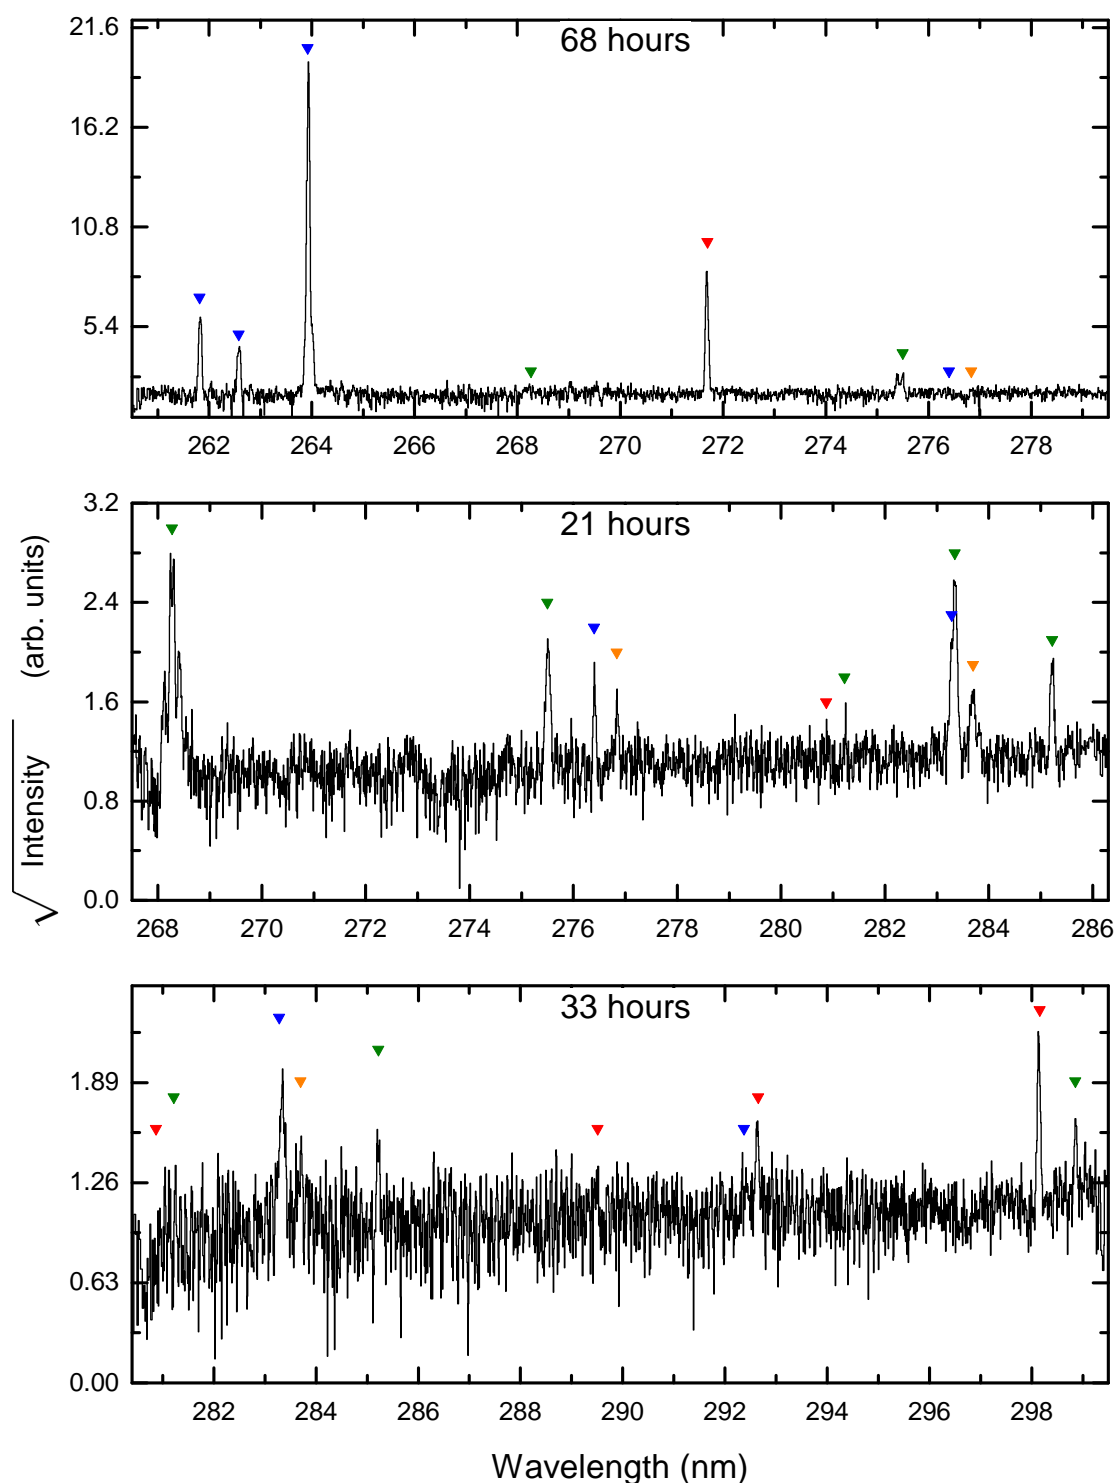 68 hours
21.6
16.2
10.8
5.4
262 264 266 268 270 272 274 276 278
21 hours
3.2
2.4
1.6
0.8
0.0
268 270 272 274 276 278 280 282 284 286
33 hours
1.89
1.26
0.63
0.00
282 284 286 288 290 292 294 296 298
√Intensity (arb. units)
Wavelength (nm)